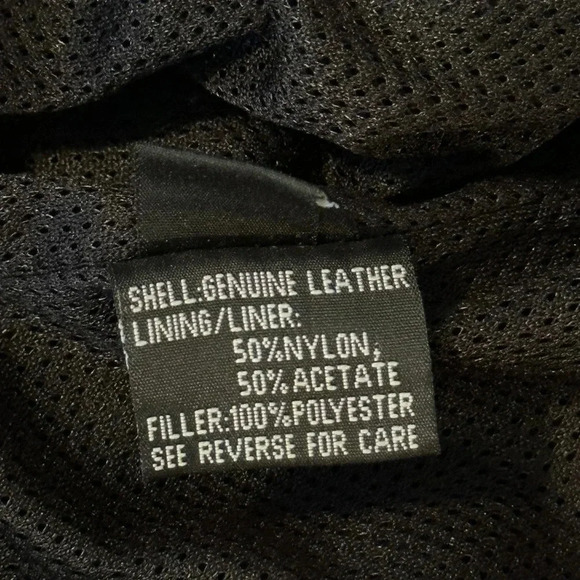 SHELL:GENUINE LEATHER
LINING/LINER:
50%NYLON,
50%ACETATE
FILLER:100%POLYESTER
SEE REVERSE FOR CARE